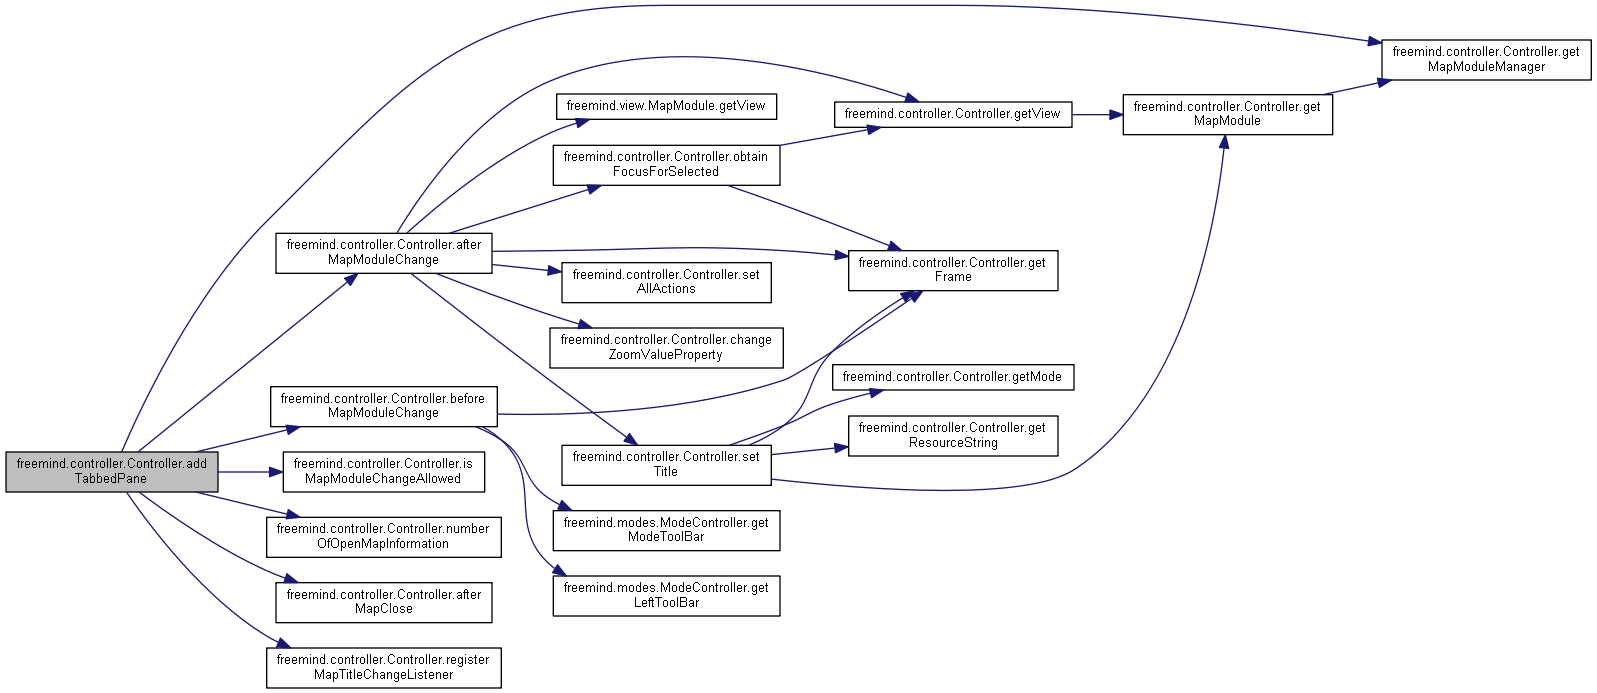 freemind.controller.Controller.add
TabbedPane
freemind.controller.Controller.after
MapModuleChange
freemind.controller.Controller.before
MapModuleChange
freemind.controller.Controller.is
MapModuleChangeAllowed
freemind.controller.Controller.number
OfOpenMapInformation
freemind.controller.Controller.after
MapClose
freemind.controller.Controller.register
MapTitleChangeListener
freemind.view.MapModule.getView
freemind.controller.Controller.obtain
FocusForSelected
freemind.controller.Controller.set
AllActions
freemind.controller.Controller.change
ZoomValueProperty
freemind.controller.Controller.set
Title
freemind.modes.ModeController.get
ModeToolBar
freemind.modes.ModeController.get
LeftToolBar
freemind.controller.Controller.getView
freemind.controller.Controller.get
Frame
freemind.controller.Controller.getMode
freemind.controller.Controller.get
ResourceString
freemind.controller.Controller.get
MapModule
freemind.controller.Controller.get
MapModuleManager